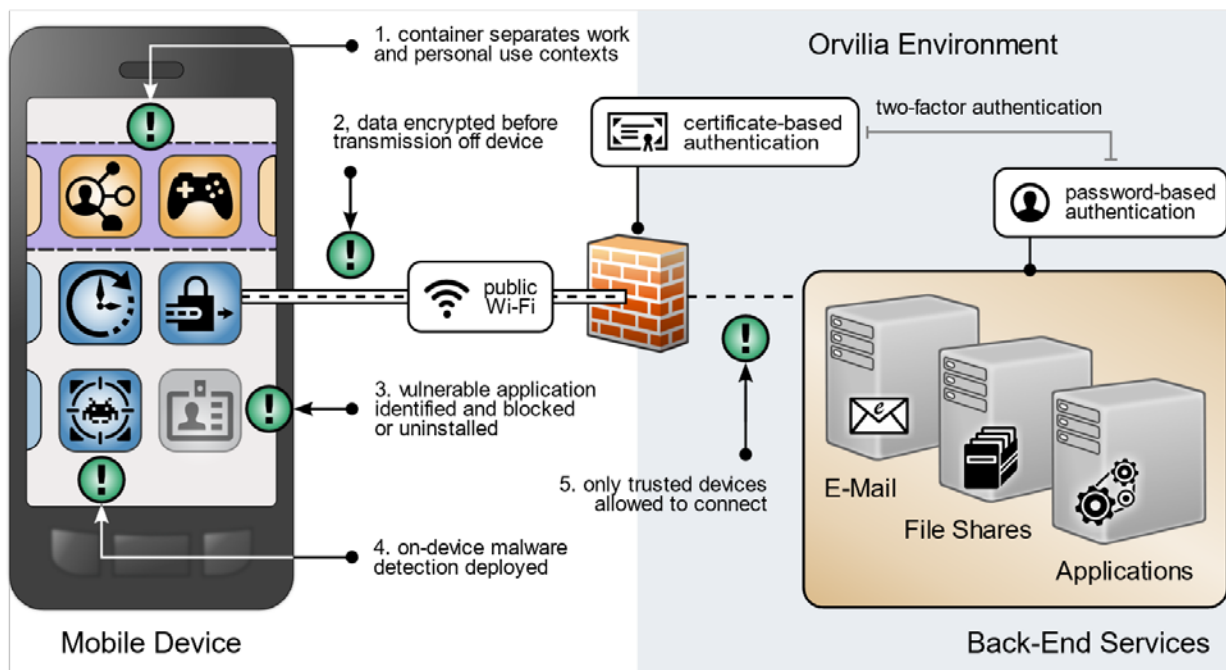 1. container separates work
and personal use contexts
Orvilia Environment
2, data encrypted before
transmission off device
certificate-based
authentication
two-factor authentication
password-based
authentication
public
Wi-Fi
3. vulnerable application
identified and blocked
or uninstalled
5. only trusted devices
allowed to connect
e
E-Mail
File Shares
Applications
4. on-device malware
detection deployed
Mobile Device
Back-End Services